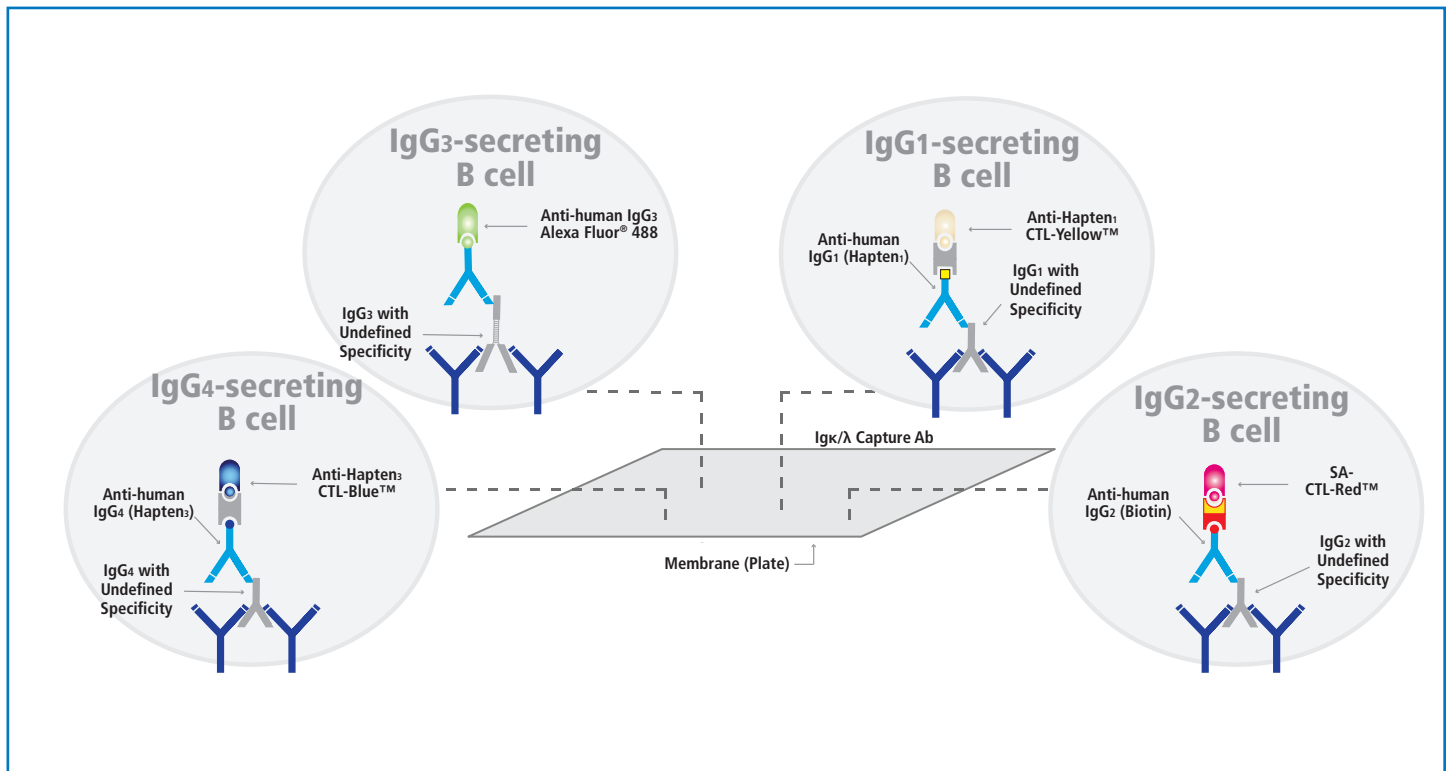 IgG3-secreting
B cell
Anti-human IgG3
Alexa Fluor® 488
IgG3 with
Undefined
Specificity
IgG1-secreting
B cell
Anti-Hapten1
CTL-Yellow™
Anti-human
IgG1 (Hapten1)
IgG1 with
Undefined
Specificity
IgG4-secreting
B cell
Anti-Hapten3
CTL-Blue™
Anti-human
IgG4 (Hapten3)
IgG4 with
Undefined
Specificity
Igκ/λ Capture Ab
Membrane (Plate)
IgG2-secreting
B cell
SA-
CTL-Red™
Anti-human
IgG2 (Biotin)
IgG2 with
Undefined
Specificity